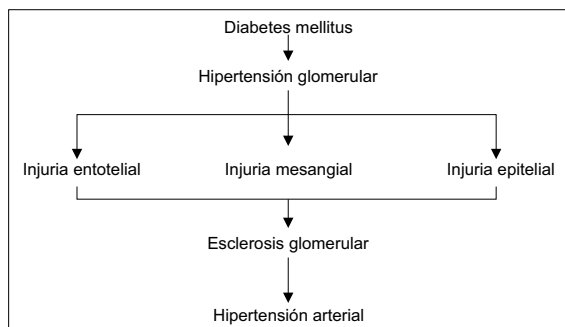 Diabetes mellitus
Hipertensión glomerular
Injuria entotelial Injuria mesangial Injuria epitelial
Esclerosis glomerular
Hipertensión arterial